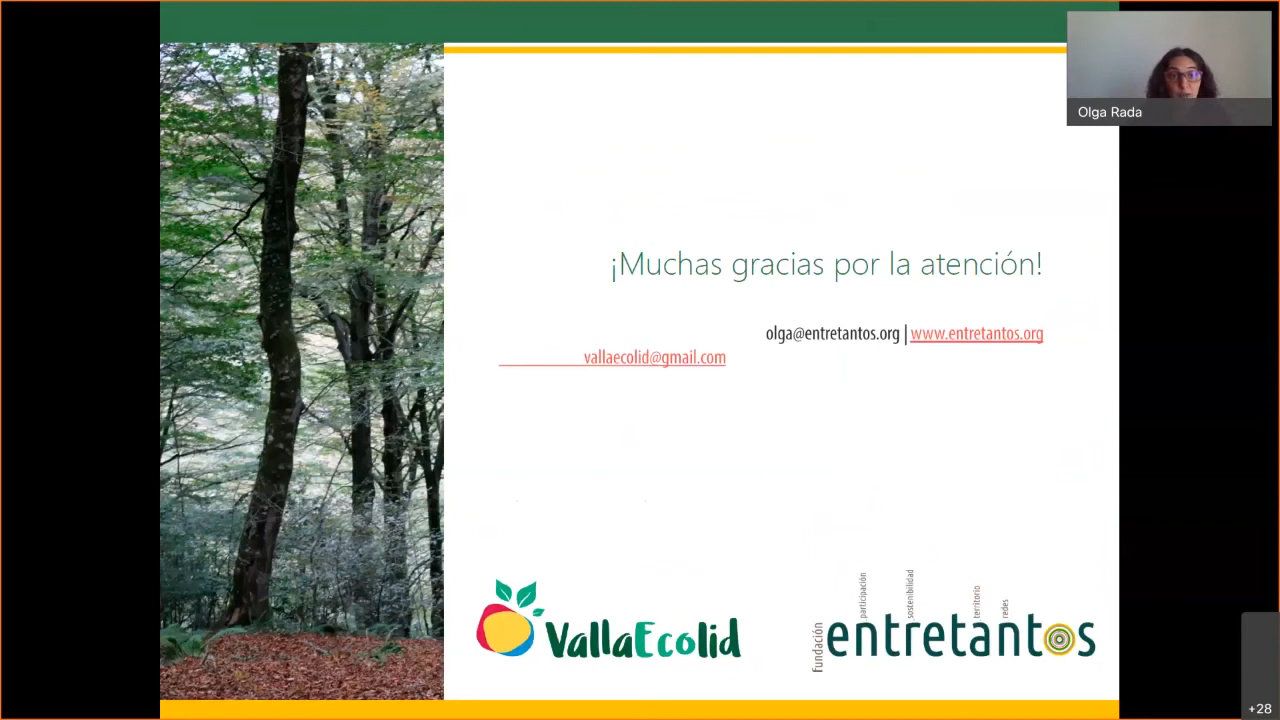 Olga Rada
¡Muchas gracias por la atención!
olga@entretantos.org | www.entretantos.org
vallaecolid@gmail.com
VallaEcolid
Fundación
entretantos
participación
sostenibilidad
territorio
redes
+28